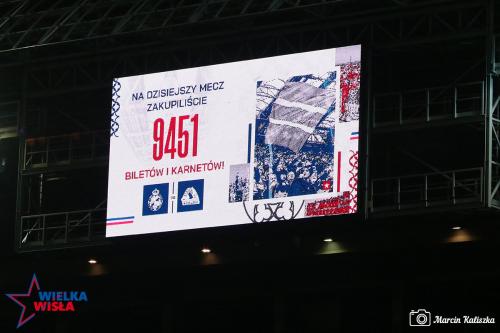 NA DZISIEJSZY MECZ
ZAKUPILIŚCIE
9451
BILETÓW I KARNETÓW!
WIELKA
WISŁA
Marcin Kaliszka